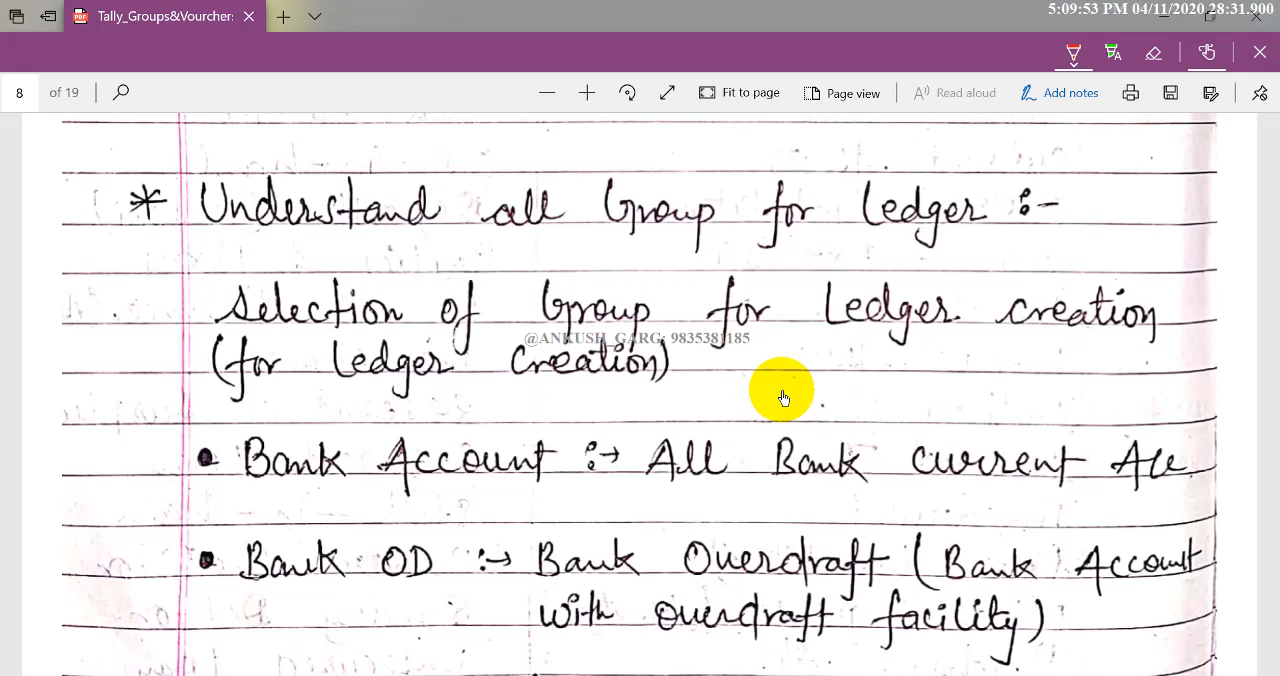 5:09:53 PM 04/11/2020 28:31.900
Tally_Groups&Vourchers
8 of 19
Fit to page
Page view
Read aloud
Add notes
* Understand all Group for Ledger :-
Selection of Group for Ledger creation
@ANKUSH_GARG: 9835381185
(for Ledger Creation)
• Bank Account :→ All Bank current Acc
• Bank OD :→ Bank Overdraft (Bank Account
with overdraft facility)